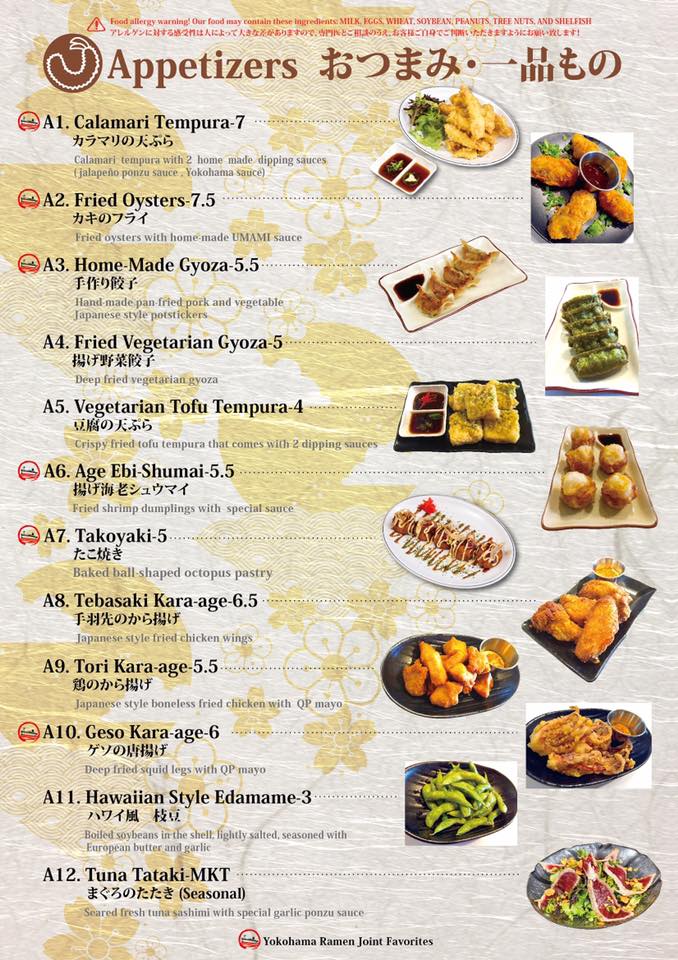 Food allergy warning! Our food may contain these ingredients: MILK, EGGS, WHEAT, SOYBEAN, PEANUTS, TREE NUTS, AND SHELFISH
アレルゲンに対する感受性は人によって大きな差がありますので、専門医とご相談のうえ、お客様ご自身でご判断いただきますようにお願い致します!
Appetizers おつまみ・一品もの
A1. Calamari Tempura-7
カラマリの天ぷら
Calamari tempura with 2 home made dipping sauces
( jalapeño ponzu sauce , Yokohama sauce)
A2. Fried Oysters-7.5
カキのフライ
Fried oysters with home-made UMAMI sauce
A3. Home-Made Gyoza-5.5
手作り餃子
Hand-made pan-fried pork and vegetable
Japanese style potstickers
A4. Fried Vegetarian Gyoza-5
揚げ野菜餃子
Deep fried vegetarian gyoza
A5. Vegetarian Tofu Tempura-4
豆腐の天ぷら
Crispy fried tofu tempura that comes with 2 dipping sauces
A6. Age Ebi-Shumai-5.5
揚げ海老シュウマイ
Fried shrimp dumplings with special sauce
A7. Takoyaki-5
たこ焼き
Baked ball-shaped octopus pastry
A8. Tebasaki Kara-age-6.5
手羽先のから揚げ
Japanese style fried chicken wings
A9. Tori Kara-age-5.5
鶏のから揚げ
Japanese style boneless fried chicken with QP mayo
A10. Geso Kara-age-6
ゲソの唐揚げ
Deep fried squid legs with QP mayo
A11. Hawaiian Style Edamame-3
ハワイ風 枝豆
Boiled soybeans in the shell, lightly salted, seasoned with
European butter and garlic
A12. Tuna Tataki-MKT
まぐろのたたき (Seasonal)
Seared fresh tuna sashimi with special garlic ponzu sauce
Yokohama Ramen Joint Favorites